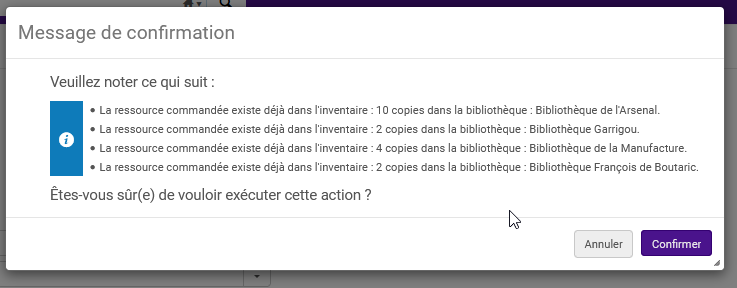 Message de confirmation
Veuillez noter ce qui suit :
• La ressource commandée existe déjà dans l'inventaire : 10 copies dans la bibliothèque : Bibliothèque de l'Arsenal.
• La ressource commandée existe déjà dans l'inventaire : 2 copies dans la bibliothèque : Bibliothèque Garrigou.
• La ressource commandée existe déjà dans l'inventaire : 4 copies dans la bibliothèque : Bibliothèque de la Manufacture.
• La ressource commandée existe déjà dans l'inventaire : 2 copies dans la bibliothèque : Bibliothèque François de Boutaric.
Êtes-vous sûr(e) de vouloir exécuter cette action ?
Annuler Confirmer